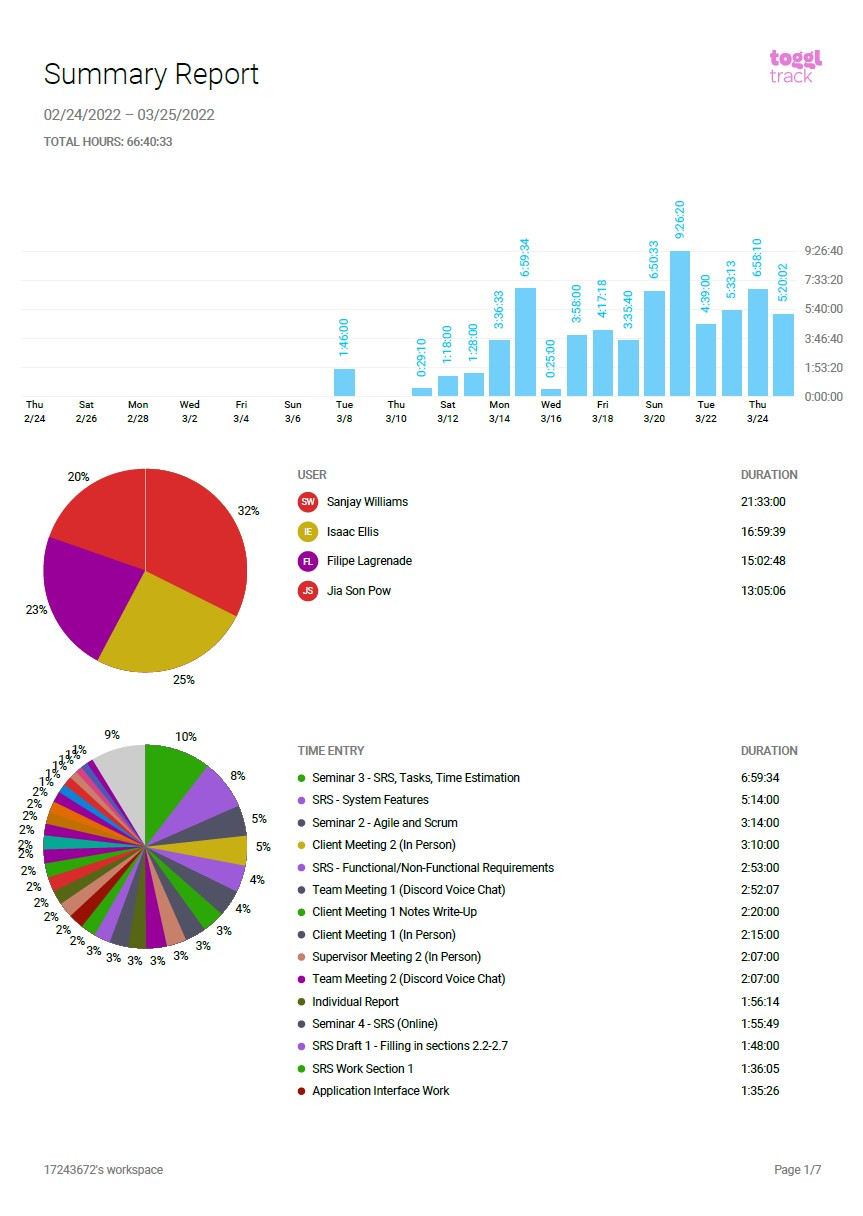 Summary Report
toggl
track
02/24/2022 – 03/25/2022
TOTAL HOURS: 66:40:33
1:46:00
0:29:10
1:18:00
1:28:00
3:36:33
6:59:34
0:25:00
3:58:00
4:17:18
3:35:40
6:50:33
9:26:20
4:39:00
5:33:13
6:58:10
5:20:02
9:26:40
7:33:20
5:40:00
3:46:40
1:53:20
0:00:00
Thu Sat Mon Wed Fri Sun Tue Thu Sat Mon Wed Fri Sun Tue Thu
2/24 2/26 2/28 3/2 3/4 3/6 3/8 3/10 3/12 3/14 3/16 3/18 3/20 3/22 3/24
20%
32%
23%
25%
USER DURATION
SW Sanjay Williams 21:33:00
IE Isaac Ellis 16:59:39
FL Filipe Lagrenade 15:02:48
JS Jia Son Pow 13:05:06
9%
10%
8%
5%
5%
4%
4%
3%
3%
3%
3%
3%
3%
3%
2%
2%
2%
2%
2%
2%
2%
2%
2%
2%
2%
2%
1%
1%
1%
1%
1%
TIME ENTRY DURATION
Seminar 3 - SRS, Tasks, Time Estimation 6:59:34
SRS - System Features 5:14:00
Seminar 2 - Agile and Scrum 3:14:00
Client Meeting 2 (In Person) 3:10:00
SRS - Functional/Non-Functional Requirements 2:53:00
Team Meeting 1 (Discord Voice Chat) 2:52:07
Client Meeting 1 Notes Write-Up 2:20:00
Client Meeting 1 (In Person) 2:15:00
Supervisor Meeting 2 (In Person) 2:07:00
Team Meeting 2 (Discord Voice Chat) 2:07:00
Individual Report 1:56:14
Seminar 4 - SRS (Online) 1:55:49
SRS Draft 1 - Filling in sections 2.2-2.7 1:48:00
SRS Work Section 1 1:36:05
Application Interface Work 1:35:26
17243672's workspace
Page 1/7